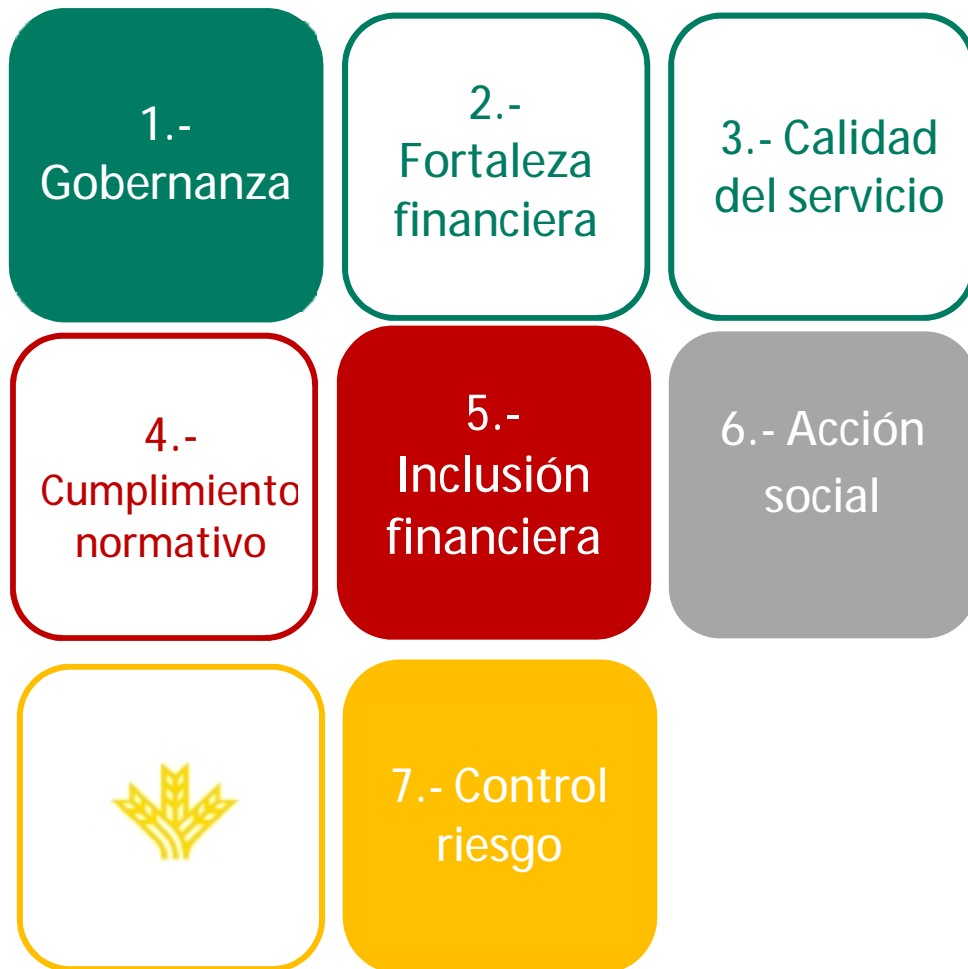 1.-
Gobernanza
2.-
Fortaleza
financiera
3.- Calidad
del servicio
4.-
Cumplimiento
normativo
5.-
Inclusión
financiera
6.- Acción
social
7.- Control
riesgo